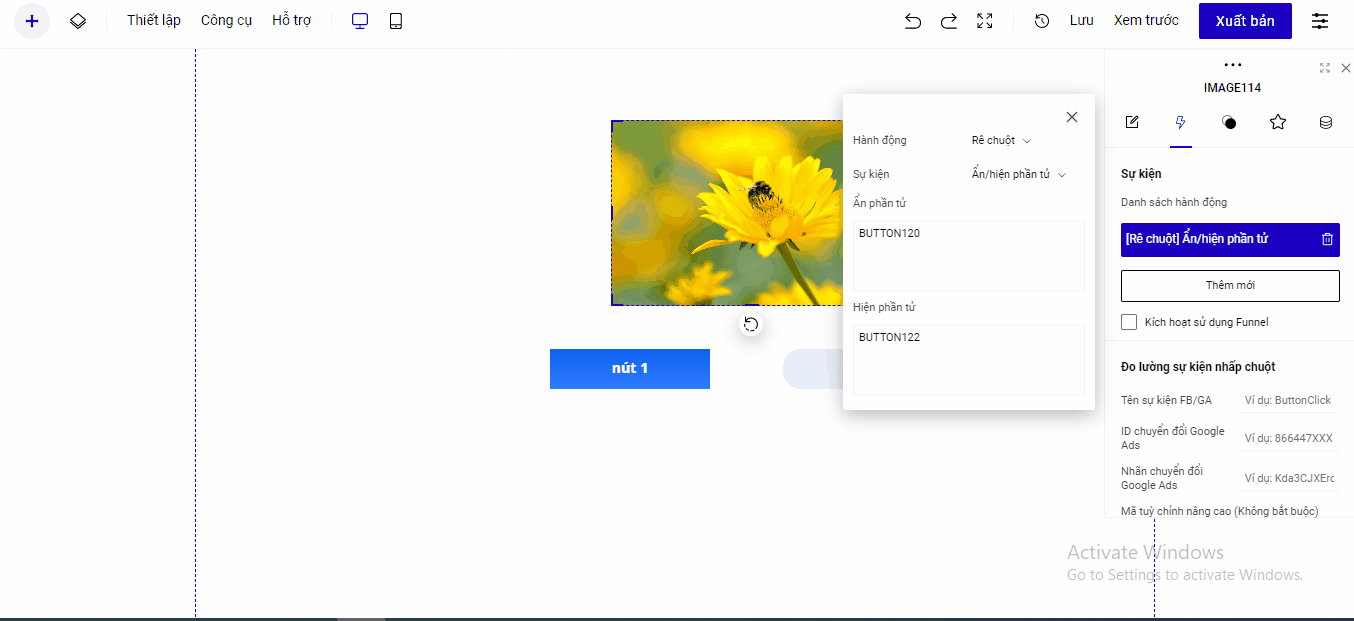 Thiết lập Công cụ Hỗ trợ Lưu Xem trước Xuất bản
IMAGE114
Hành động Rê chuột
Sự kiện Ẩn/hiện phần tử
Ẩn phần tử
BUTTON120
Hiện phần tử
BUTTON122
nút 1
Sự kiện
Danh sách hành động
[Rê chuột] Ẩn/hiện phần tử
Thêm mới
Kích hoạt sử dụng Funnel
Đo lường sự kiện nhấp chuột
Tên sự kiện FB/GA Ví dụ: ButtonClick
ID chuyển đổi Google
Ads
Ví dụ: 866447XXX
Nhãn chuyển đổi
Google Ads
Ví dụ: Kda3CJXErc
Mã tuỳ chỉnh nâng cao (Không bắt buộc)
Activate Windows
Go to Settings to activate Windows.